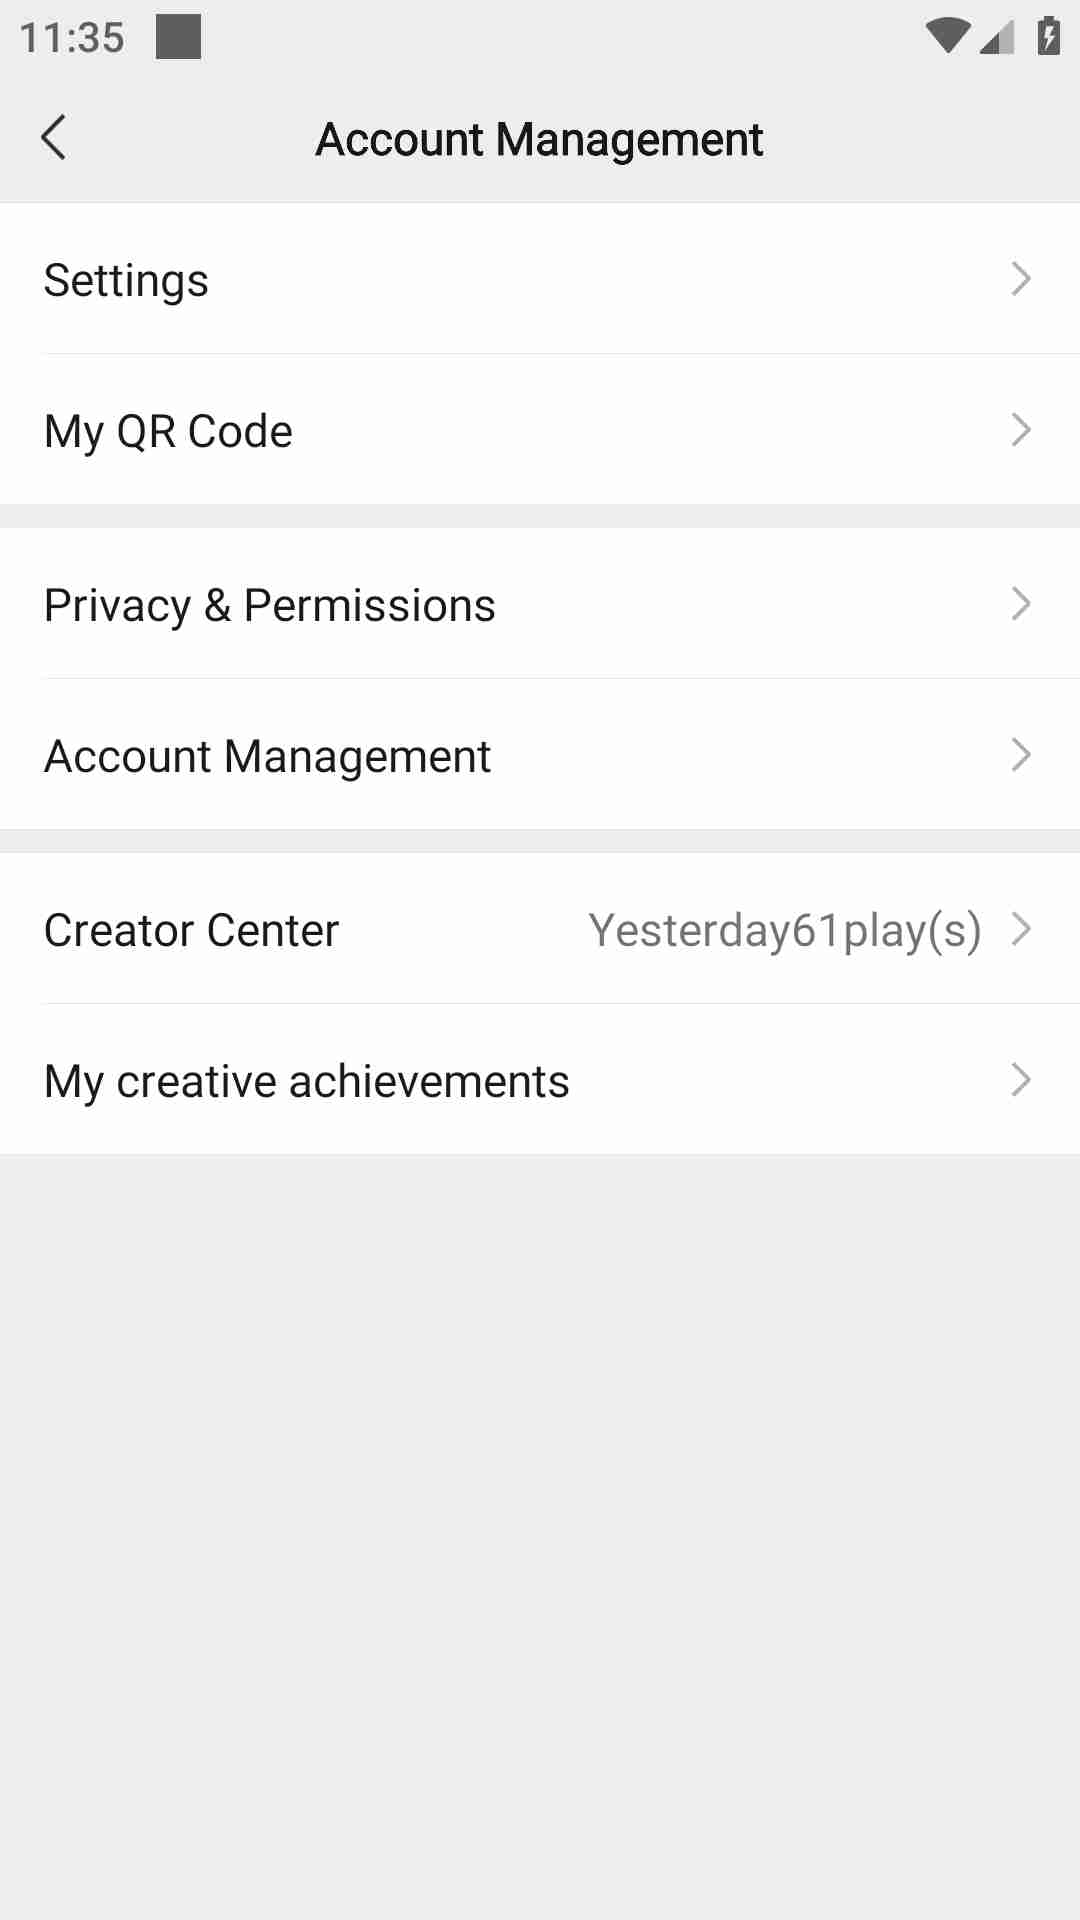 11:35
Account Management
Settings
My QR Code
Privacy & Permissions
Account Management
Creator Center Yesterday61play(s)
My creative achievements